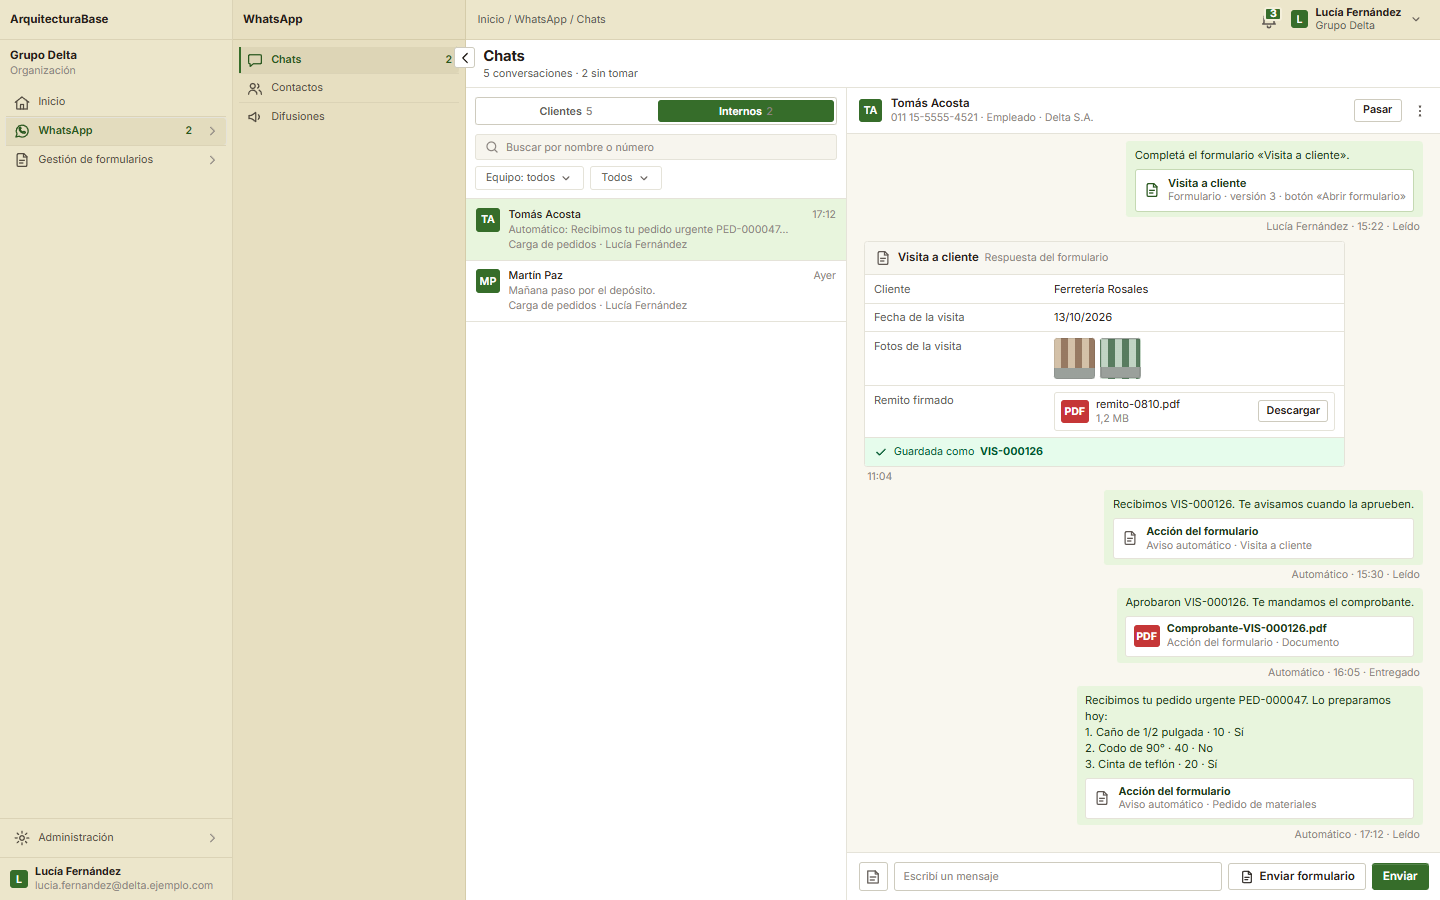 ArquitecturaBase
Grupo Delta
Organización
Inicio
WhatsApp 2
Gestión de formularios
Administración
L
Lucía Fernández
lucia.fernandez@delta.ejemplo.com
WhatsApp
Chats 2
Contactos
Difusiones
Inicio / WhatsApp / Chats
3
L
Lucía Fernández
Grupo Delta
Chats
5 conversaciones · 2 sin tomar
Clientes 5
Internos 2
Buscar por nombre o número
Equipo: todos
Todos
TA
Tomás Acosta 17:12
Automático: Recibimos tu pedido urgente PED-000047...
Carga de pedidos · Lucía Fernández
MP
Martín Paz Ayer
Mañana paso por el depósito.
Carga de pedidos · Lucía Fernández
TA
Tomás Acosta
011 15-5555-4521 · Empleado · Delta S.A.
Pasar
Completá el formulario «Visita a cliente».
Visita a cliente
Formulario · versión 3 · botón «Abrir formulario»
Lucía Fernández · 15:22 · Leído
Visita a cliente Respuesta del formulario
Cliente Ferretería Rosales
Fecha de la visita 13/10/2026
Fotos de la visita
Remito firmado
PDF
remito-0810.pdf
1,2 MB
Descargar
Guardada como VIS-000126
11:04
Recibimos VIS-000126. Te avisamos cuando la aprueben.
Acción del formulario
Aviso automático · Visita a cliente
Automático · 15:30 · Leído
Aprobaron VIS-000126. Te mandamos el comprobante.
PDF
Comprobante-VIS-000126.pdf
Acción del formulario · Documento
Automático · 16:05 · Entregado
Recibimos tu pedido urgente PED-000047. Lo preparamos
hoy:
1. Caño de 1/2 pulgada · 10 · Sí
2. Codo de 90° · 40 · No
3. Cinta de teflón · 20 · Sí
Acción del formulario
Aviso automático · Pedido de materiales
Automático · 17:12 · Leído
Escribí un mensaje
Enviar formulario
Enviar